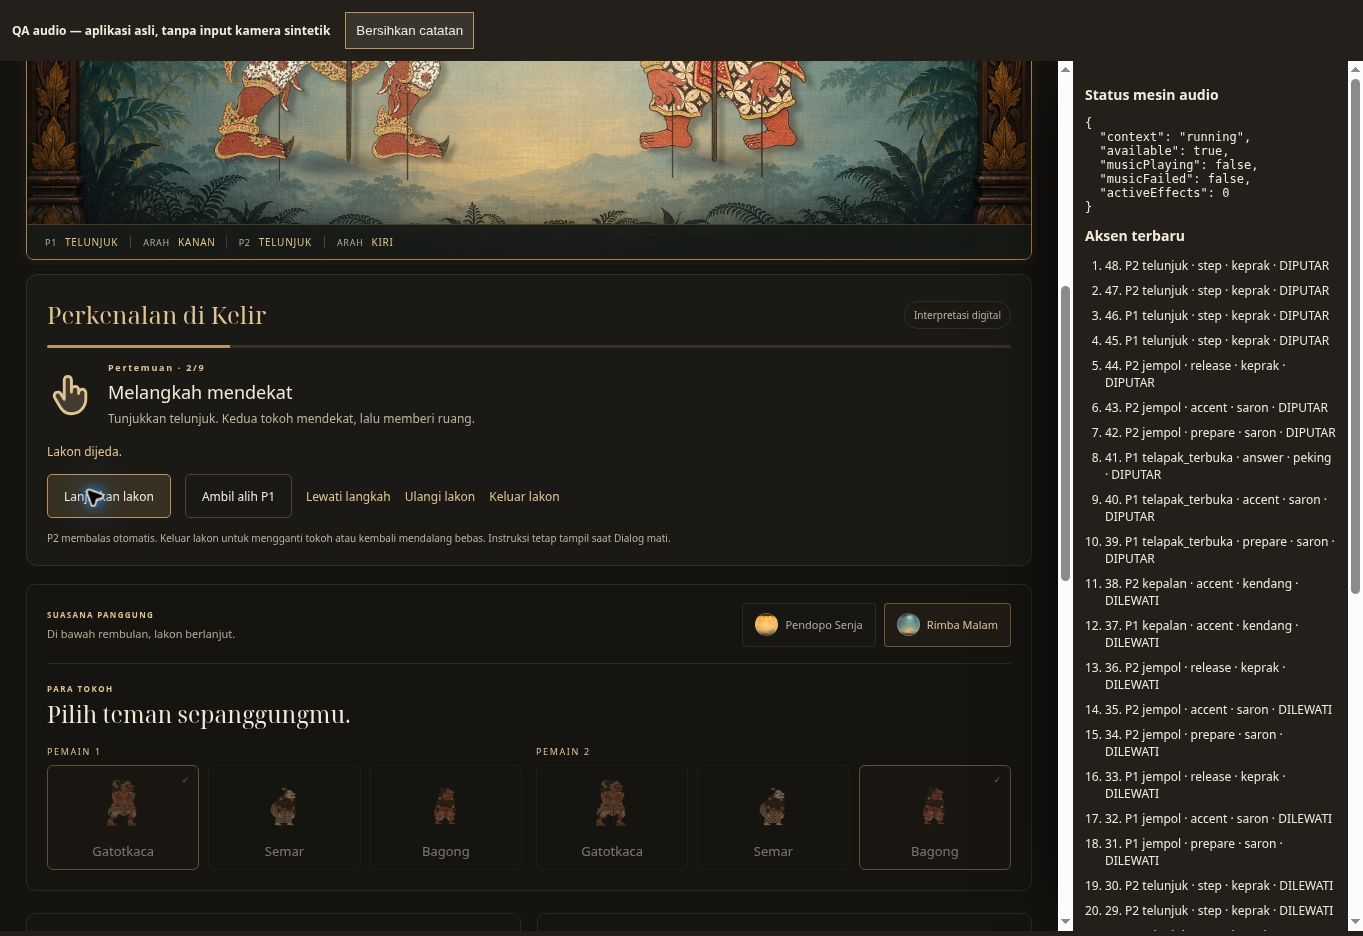 QA audio — aplikasi asli, tanpa input kamera sintetik
Bersihkan catatan
P1 TELUNJUK ARAH KANAN P2 TELUNJUK ARAH KIRI
Perkenalan di Kelir
Interpretasi digital
Pertemuan · 2/9
Melangkah mendekat
Tunjukkan telunjuk. Kedua tokoh mendekat, lalu memberi ruang.
Lakon dijeda.
lakon
Ambil alih P1
Lewati langkah
Ulangi lakon
Keluar lakon
P2 membalas otomatis. Keluar lakon untuk mengganti tokoh atau kembali mendalang bebas. Instruksi tetap tampil saat Dialog mati.
SUASANA PANGGUNG
Di bawah rembulan, lakon berlanjut.
Pendopo Senja
Rimba Malam
PARA TOKOH
Pilih teman sepanggungmu.
PEMAIN 1
✓
Gatotkaca
Semar
Bagong
PEMAIN 2
Gatotkaca
Semar
✓
Bagong
Status mesin audio
{
"context": "running",
"available": true,
"musicPlaying": false,
"musicFailed": false,
"activeEffects": 0
}
Aksen terbaru
1. 48. P2 telunjuk · step · keprak · DIPUTAR
2. 47. P2 telunjuk · step · keprak · DIPUTAR
3. 46. P1 telunjuk · step · keprak · DIPUTAR
4. 45. P1 telunjuk · step · keprak · DIPUTAR
5. 44. P2 jempol · release · keprak ·
DIPUTAR
6. 43. P2 jempol · accent · saron · DIPUTAR
7. 42. P2 jempol · prepare · saron · DIPUTAR
8. 41. P1 telapak_terbuka · answer · peking
· DIPUTAR
9. 40. P1 telapak_terbuka · accent · saron ·
DIPUTAR
10. 39. P1 telapak_terbuka · prepare · saron ·
DIPUTAR
11. 38. P2 kepalan · accent · kendang ·
DILEWATI
12. 37. P1 kepalan · accent · kendang ·
DILEWATI
13. 36. P2 jempol · release · keprak ·
DILEWATI
14. 35. P2 jempol · accent · saron · DILEWATI
15. 34. P2 jempol · prepare · saron ·
DILEWATI
16. 33. P1 jempol · release · keprak ·
DILEWATI
17. 32. P1 jempol · accent · saron · DILEWATI
18. 31. P1 jempol · prepare · saron ·
DILEWATI
19. 30. P2 telunjuk · step · keprak · DILEWATI
20. 29. P2 telunjuk · step · keprak · DILEWATI